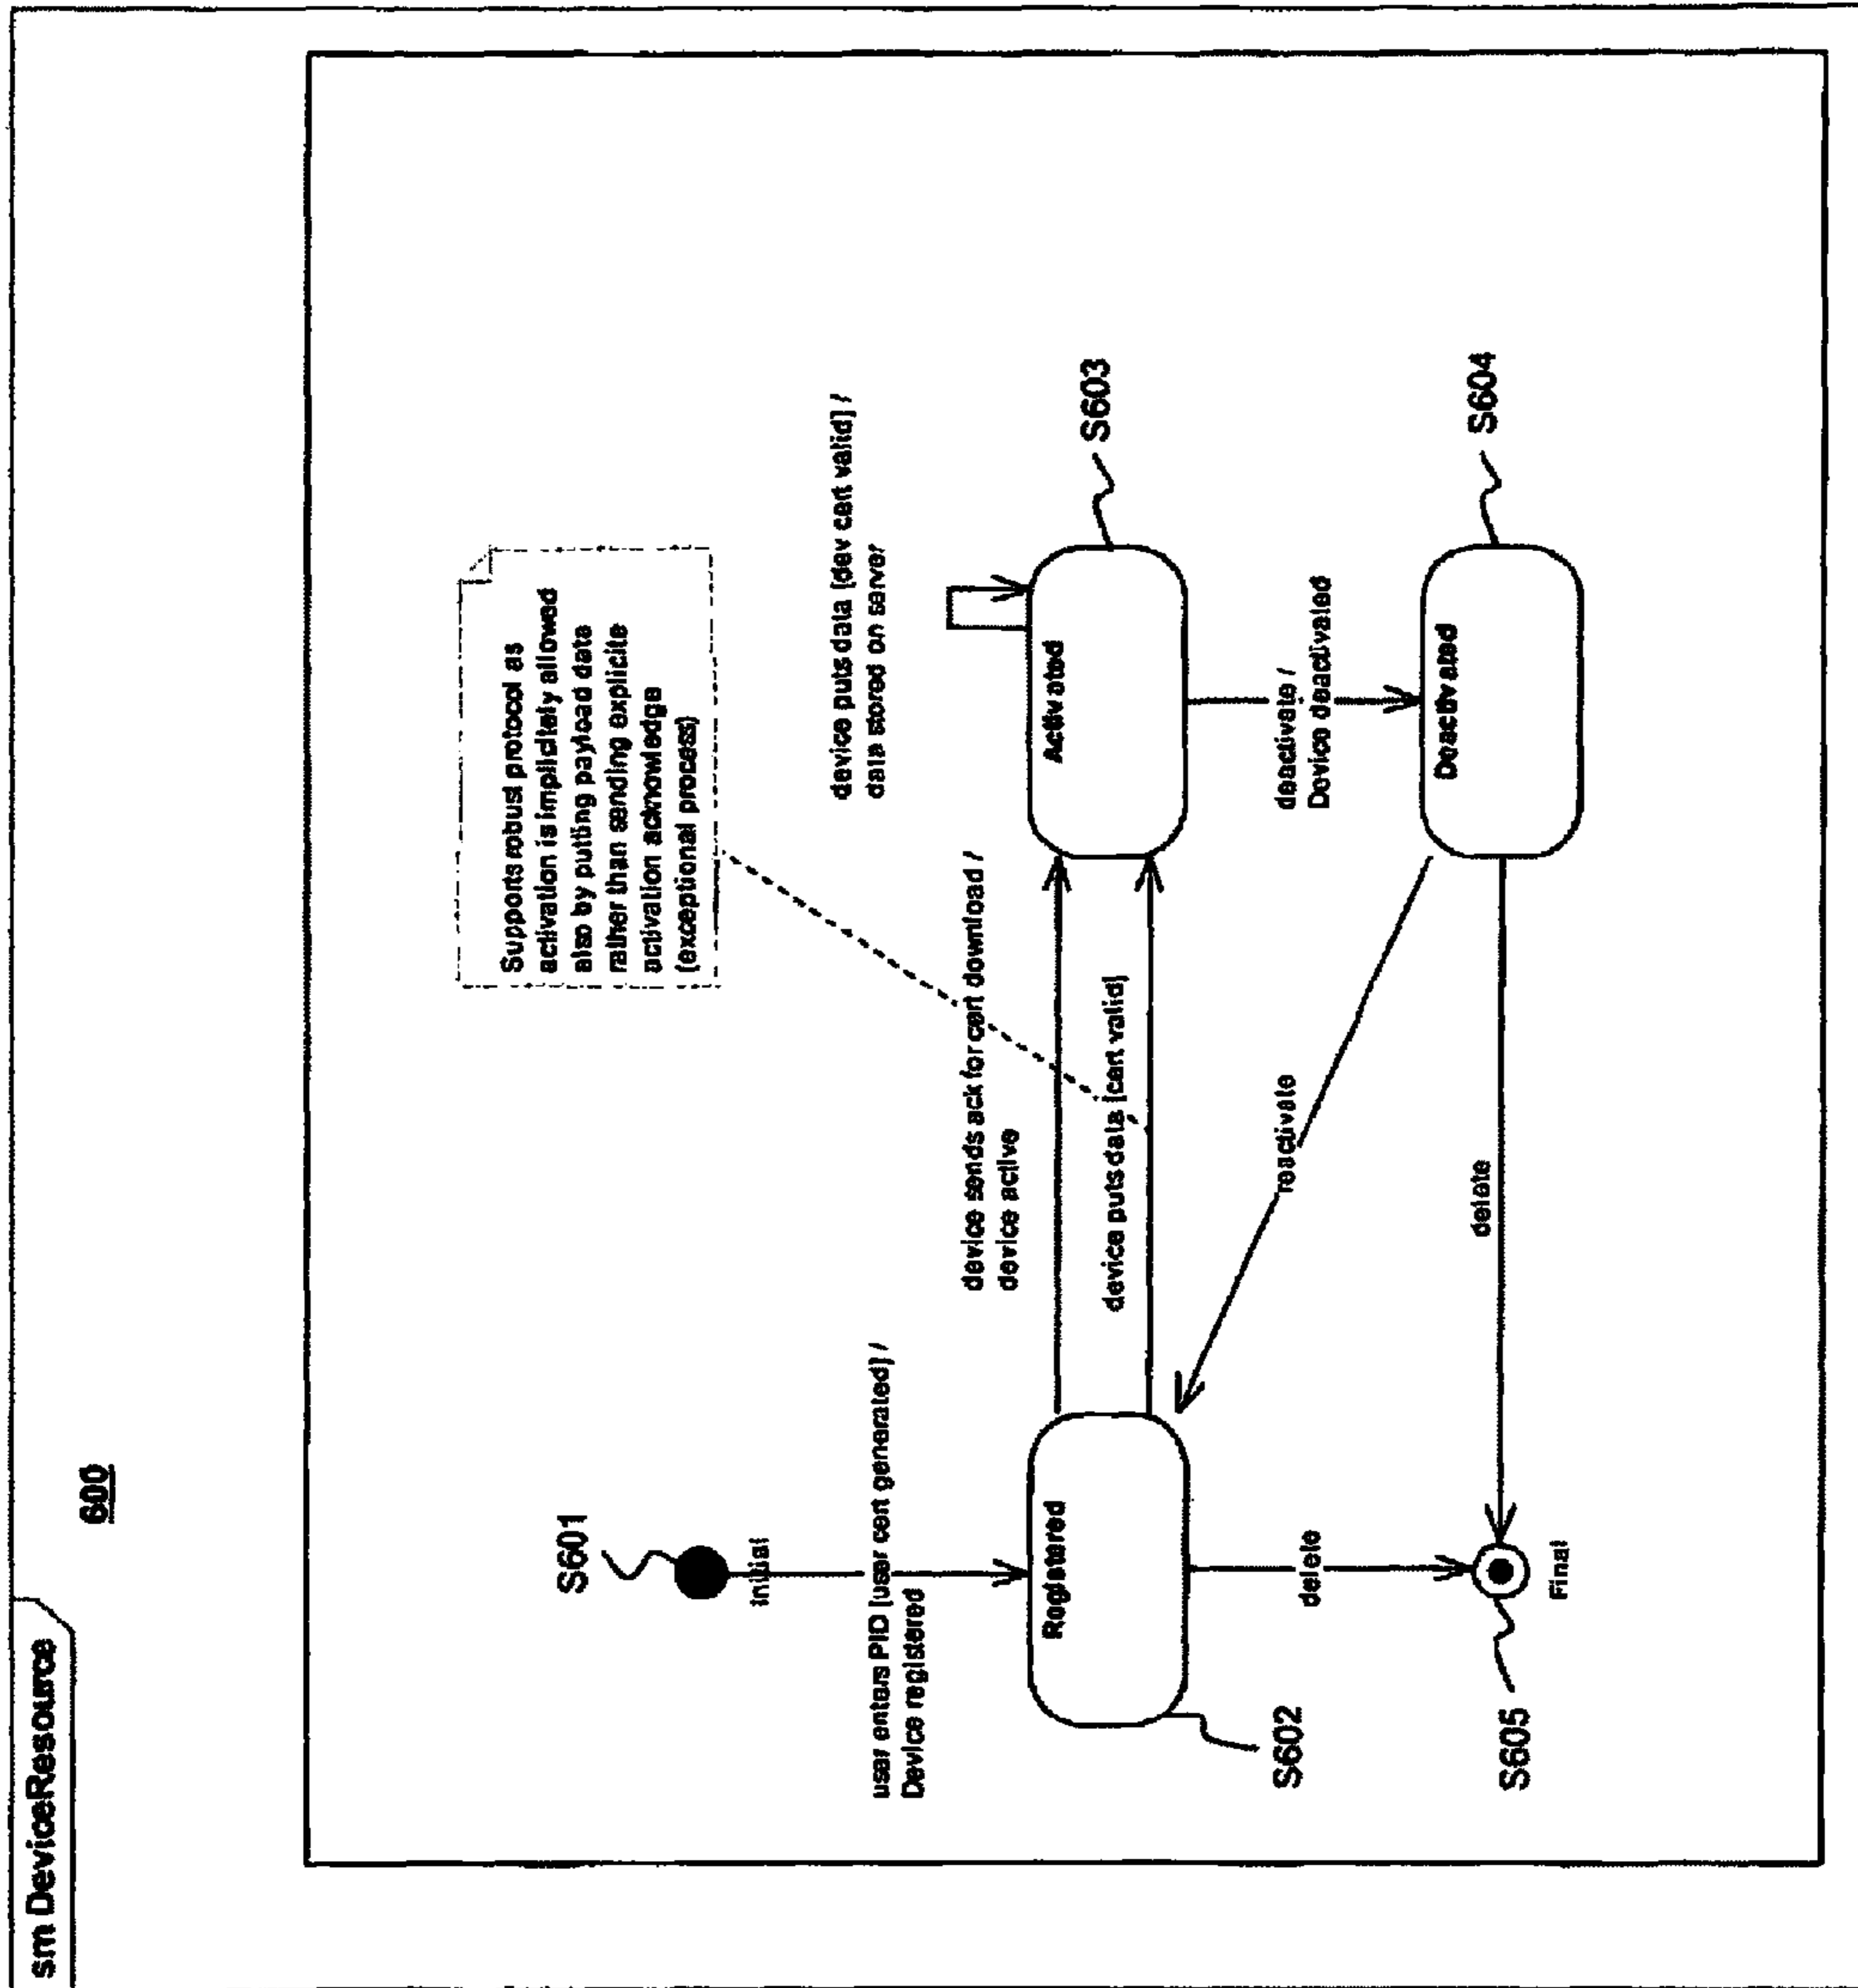 sm DeviceResource
600
S601
Initial
user enters PID [user cert generated] /
Device registered
Registered
S602
device sends ack for cert download /
device active
device puts data [cert valid]
Supports robust protocol as
activation is implicitely allowed
also by putting payload data
rather than sending explicite
activation acknowledge
(exceptional process)
device puts data [dev cert valid] /
data stored on server
Activated
S603
deactivate /
Device deactivated
Deactivated
S604
reactivate
delete
delete
Final
S605